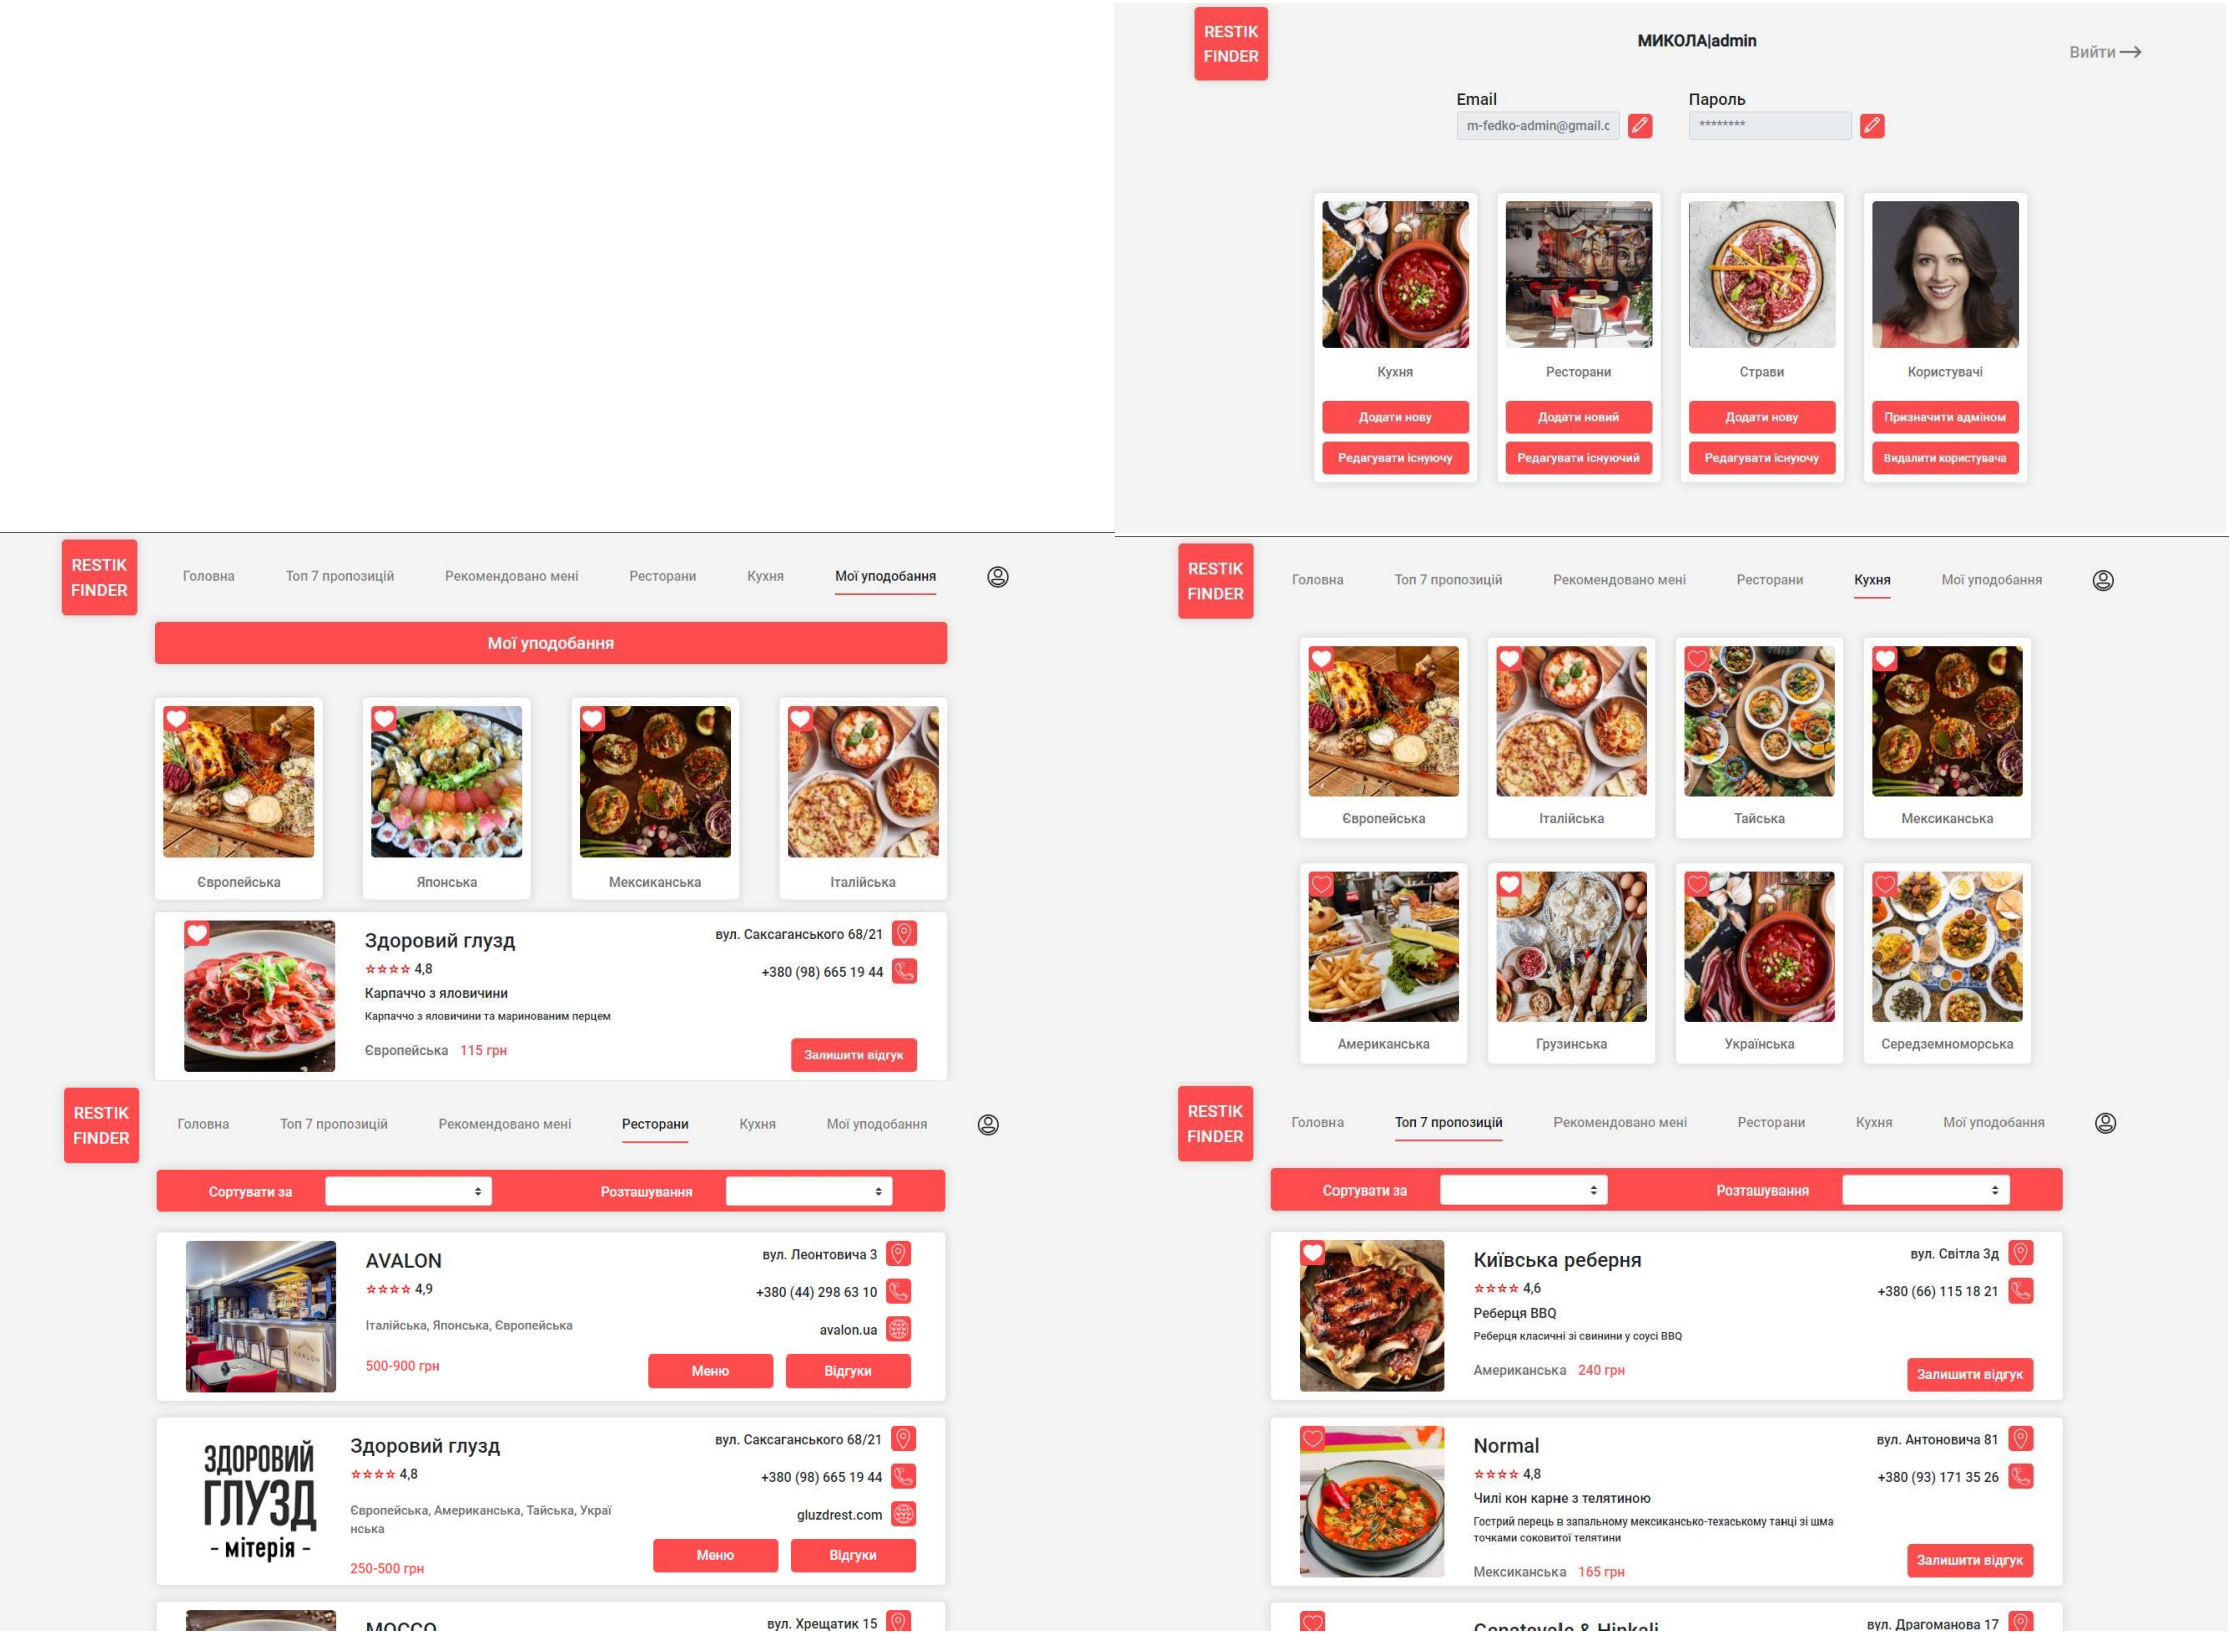 RESTIK
FINDER
МИКОЛА|admin
Вийти
Email
Пароль
m-fedko-admin@gmail.c
********
Кухня
Ресторани
Страви
Користувачі
Додати нову
Додати новий
Додати нову
Призначити адміном
Редагувати існуючу
Редагувати існуючий
Редагувати існуючу
Видалити користувача
RESTIK
FINDER
Головна
Топ 7 пропозицій
Рекомендовано мені
Ресторани
Кухня
Мої уподобання
Мої уподобання
Європейська
Японська
Мексиканська
Італійська
Здоровий глузд
4,8
Карпаччо з яловичини
Карпаччо з яловичини та маринованим перцем
Європейська 115 грн
вул. Саксаганського 68/21
+380 (98) 665 19 44
Залишити відгук
RESTIK
FINDER
Головна
Топ 7 пропозицій
Рекомендовано мені
Ресторани
Кухня
Мої уподобання
Європейська
Італійська
Тайська
Мексиканська
Американська
Грузинська
Українська
Середземноморська
RESTIK
FINDER
Головна
Топ 7 пропозицій
Рекомендовано мені
Ресторани
Кухня
Мої уподобання
Сортувати за
Розташування
AVALON
4,9
Італійська, Японська, Європейська
500-900 грн
вул. Леонтовича 3
+380 (44) 298 63 10
avalon.ua
Меню
Відгуки
AVALON
ЗДОРОВИЙ
ГЛУЗД
- мітерія -
Здоровий глузд
4,8
Європейська, Американська, Тайська, Украї
нська
250-500 грн
вул. Саксаганського 68/21
+380 (98) 665 19 44
gluzdrest.com
Меню
Відгуки
MOCCO
вул. Хрещатик 15
RESTIK
FINDER
Головна
Топ 7 пропозицій
Рекомендовано мені
Ресторани
Кухня
Мої уподобання
Сортувати за
Розташування
Київська реберня
4,6
Реберця BBQ
Реберця класичні зі свинини у соусі BBQ
Американська 240 грн
вул. Світла 3д
+380 (66) 115 18 21
Залишити відгук
Normal
4,8
Чилі кон карне з телятиною
Гострий перець в запальному мексикансько-техаському танці зі шма
точками соковитої телятини
Мексиканська 165 грн
вул. Антоновича 81
+380 (93) 171 35 26
Залишити відгук
& Hinkali
вул. Драгоманова 17